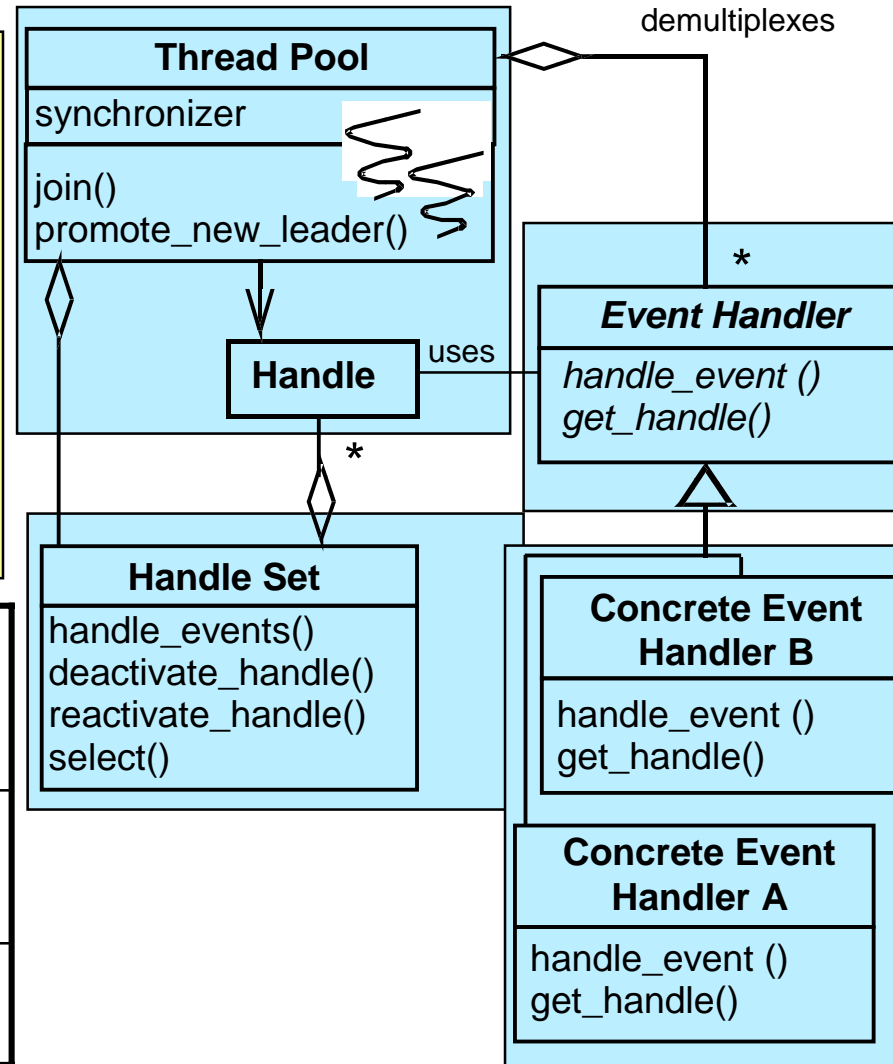 demultiplexes
Thread Pool
synchronizer
join()
promote_new_leader()
*
Event Handler
handle_event ()
get_handle()
uses
Handle
*
Handle Set
handle_events()
deactivate_handle()
reactivate_handle()
select()
Concrete Event
Handler B
handle_event ()
get_handle()
Concrete Event
Handler A
handle_event ()
get_handle()